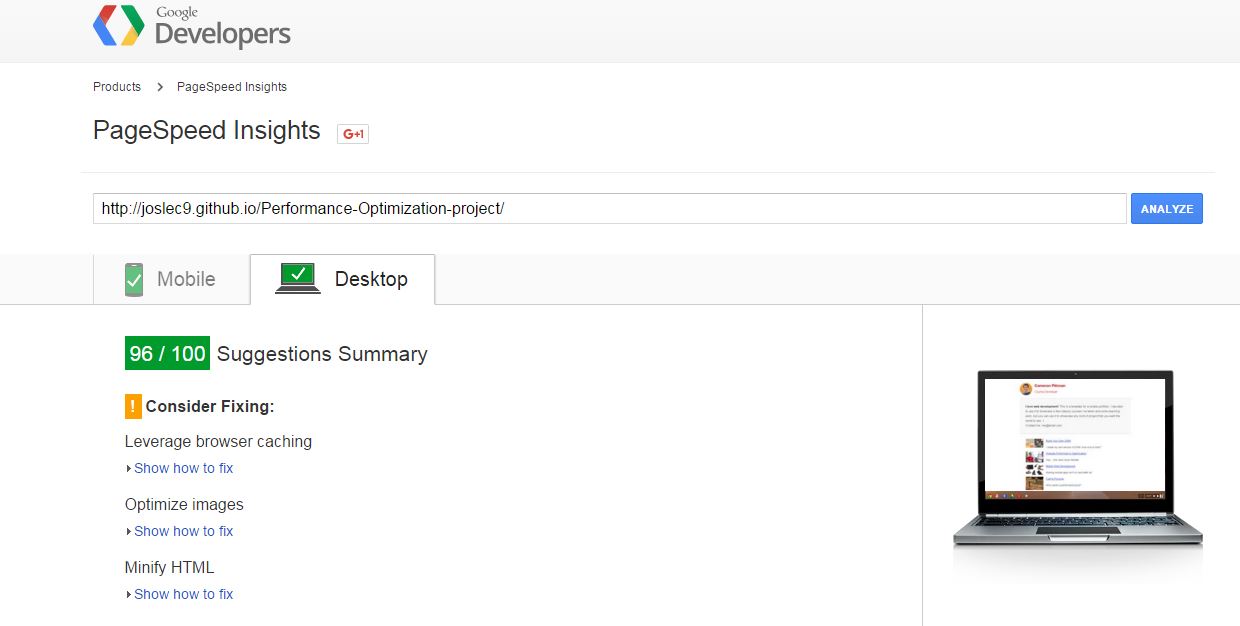 Google
Developers
Products > PageSpeed Insights
PageSpeed Insights
G+1
http://joslec9.github.io/Performance-Optimization-project/
ANALYZE
Mobile
Desktop
96 / 100 Suggestions Summary
! Consider Fixing:
Leverage browser caching
Show how to fix
Optimize images
Show how to fix
Minify HTML
Show how to fix
Cameron Pittman